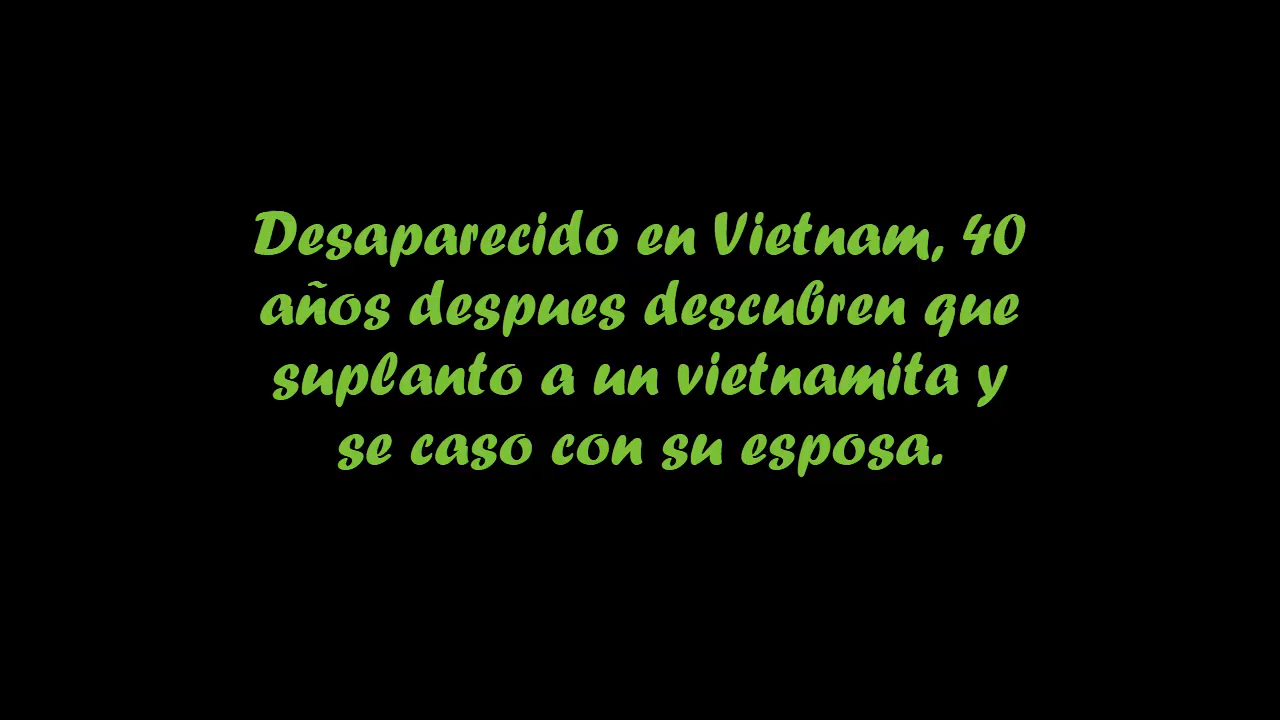 Desaparecido en Vietnam, 40
años despues descubren que
suplanto a un vietnamita y
se caso con su esposa.